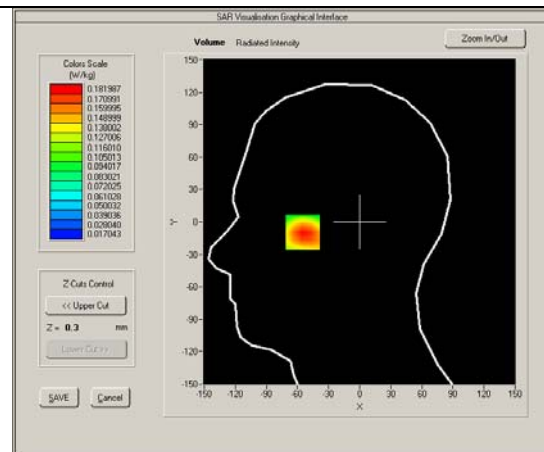 SAR Visualisation Graphical Interface
Volume Radiated Intensity
Zoom In/Out
Colors Scale
(W/kg)
0.181987
0.170991
0.159995
0.148999
0.138002
0.127006
0.116010
0.105013
0.094017
0.083021
0.072025
0.061028
0.050032
0.039036
0.028040
0.017043
Z Cuts Control
<< Upper Cut
Z = 0.3 mm
Lower Cut >>
SAVE Cancel
150
120
90
60
30
Y 0
-30
-60
-90
-120
-150
-150 -120 -90 -60 -30 0 30 60 90 120 150
X